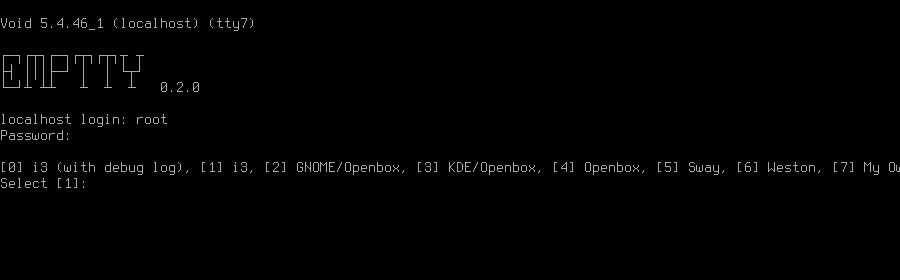 Void 5.4.46_1 (localhost) (tty7)
EMPTTY 0.2.0
localhost login: root
Password:
[0] i3 (with debug log), [1] i3, [2] GNOME/Openbox, [3] KDE/Openbox, [4] Openbox, [5] Sway, [6] Weston, [7] My
Select [1]: